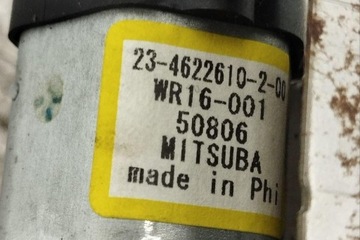 23-4622610-2-00
WR16-001
50806
MITSUBA
made in Phi